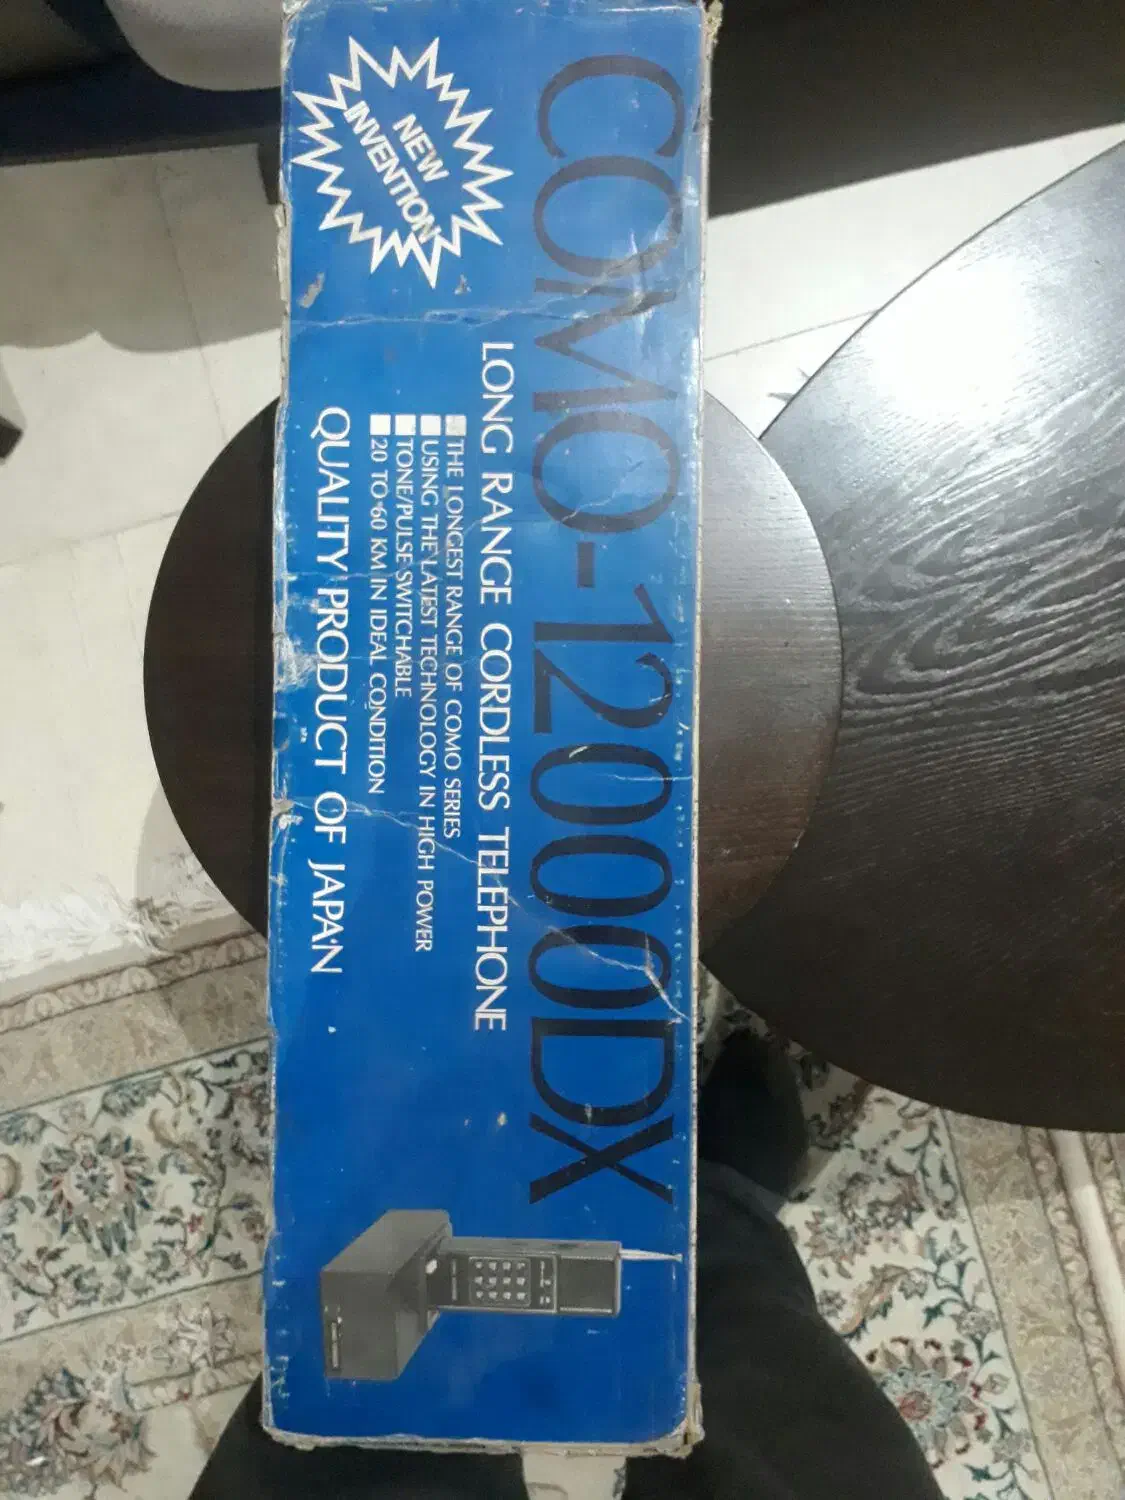 COMO-12000DX
NEW
INVENTION
LONG RANGE CORDLESS TELEPHONE
THE LONGEST RANGE OF COMO SERIES
USING THE LATEST TECHNOLOGY IN HIGH POWER
TONE/PULSE SWITCHABLE
20 TO 60 KM IN IDEAL CONDITION
QUALITY PRODUCT OF JAPAN